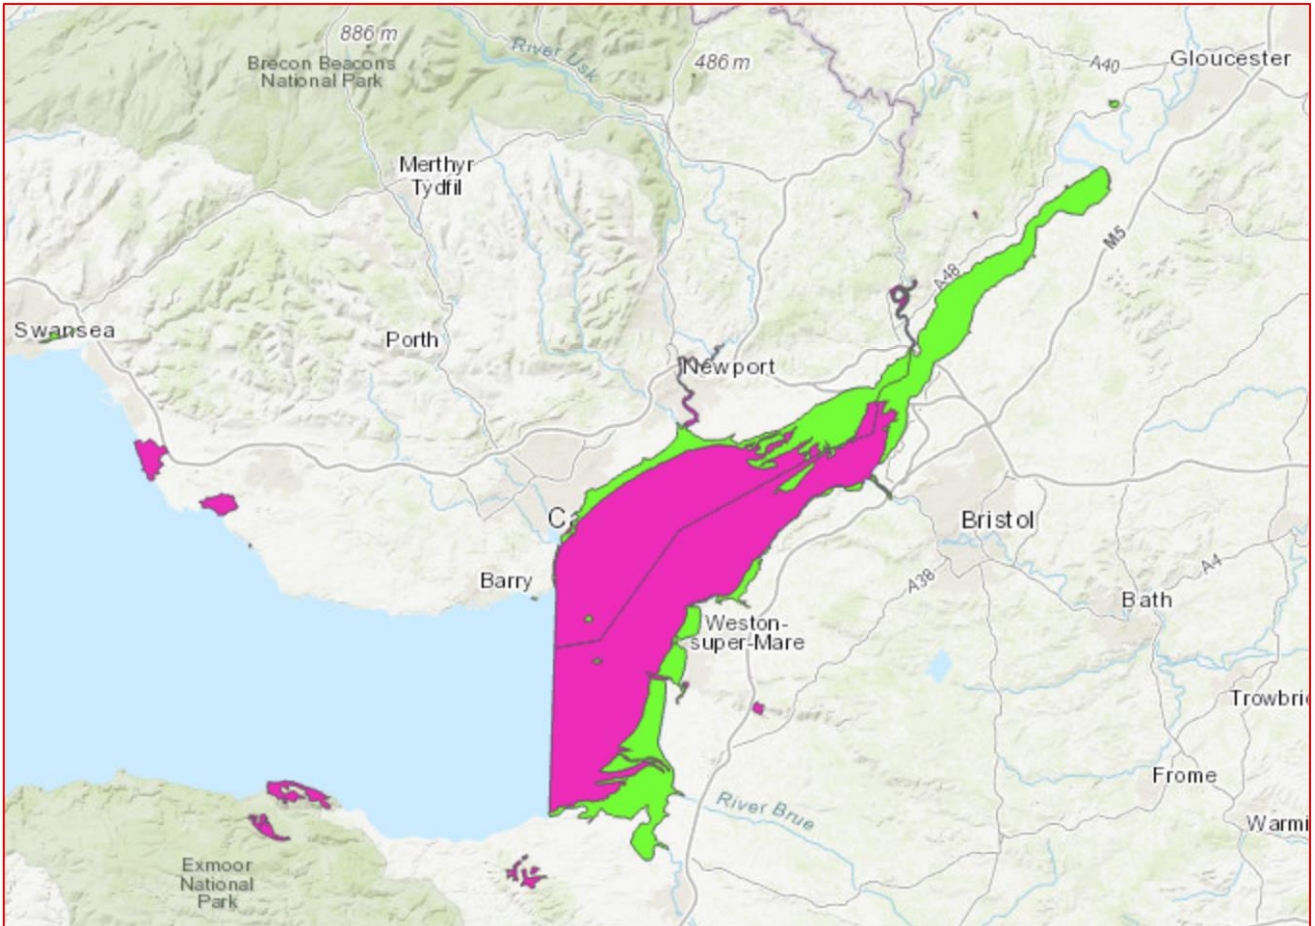 886 m
River Usk
Brecon Beacons
National Park
486 m
A40
Gloucester
Merthyr
Tydfil
M5
A48
Swansea
Porth
Newport
Ca
Bristol
Barry
A38
A4
Bath
Weston-
super-Mare
Trowbri
Frome
River Brue
Warmi
Exmoor
National
Park